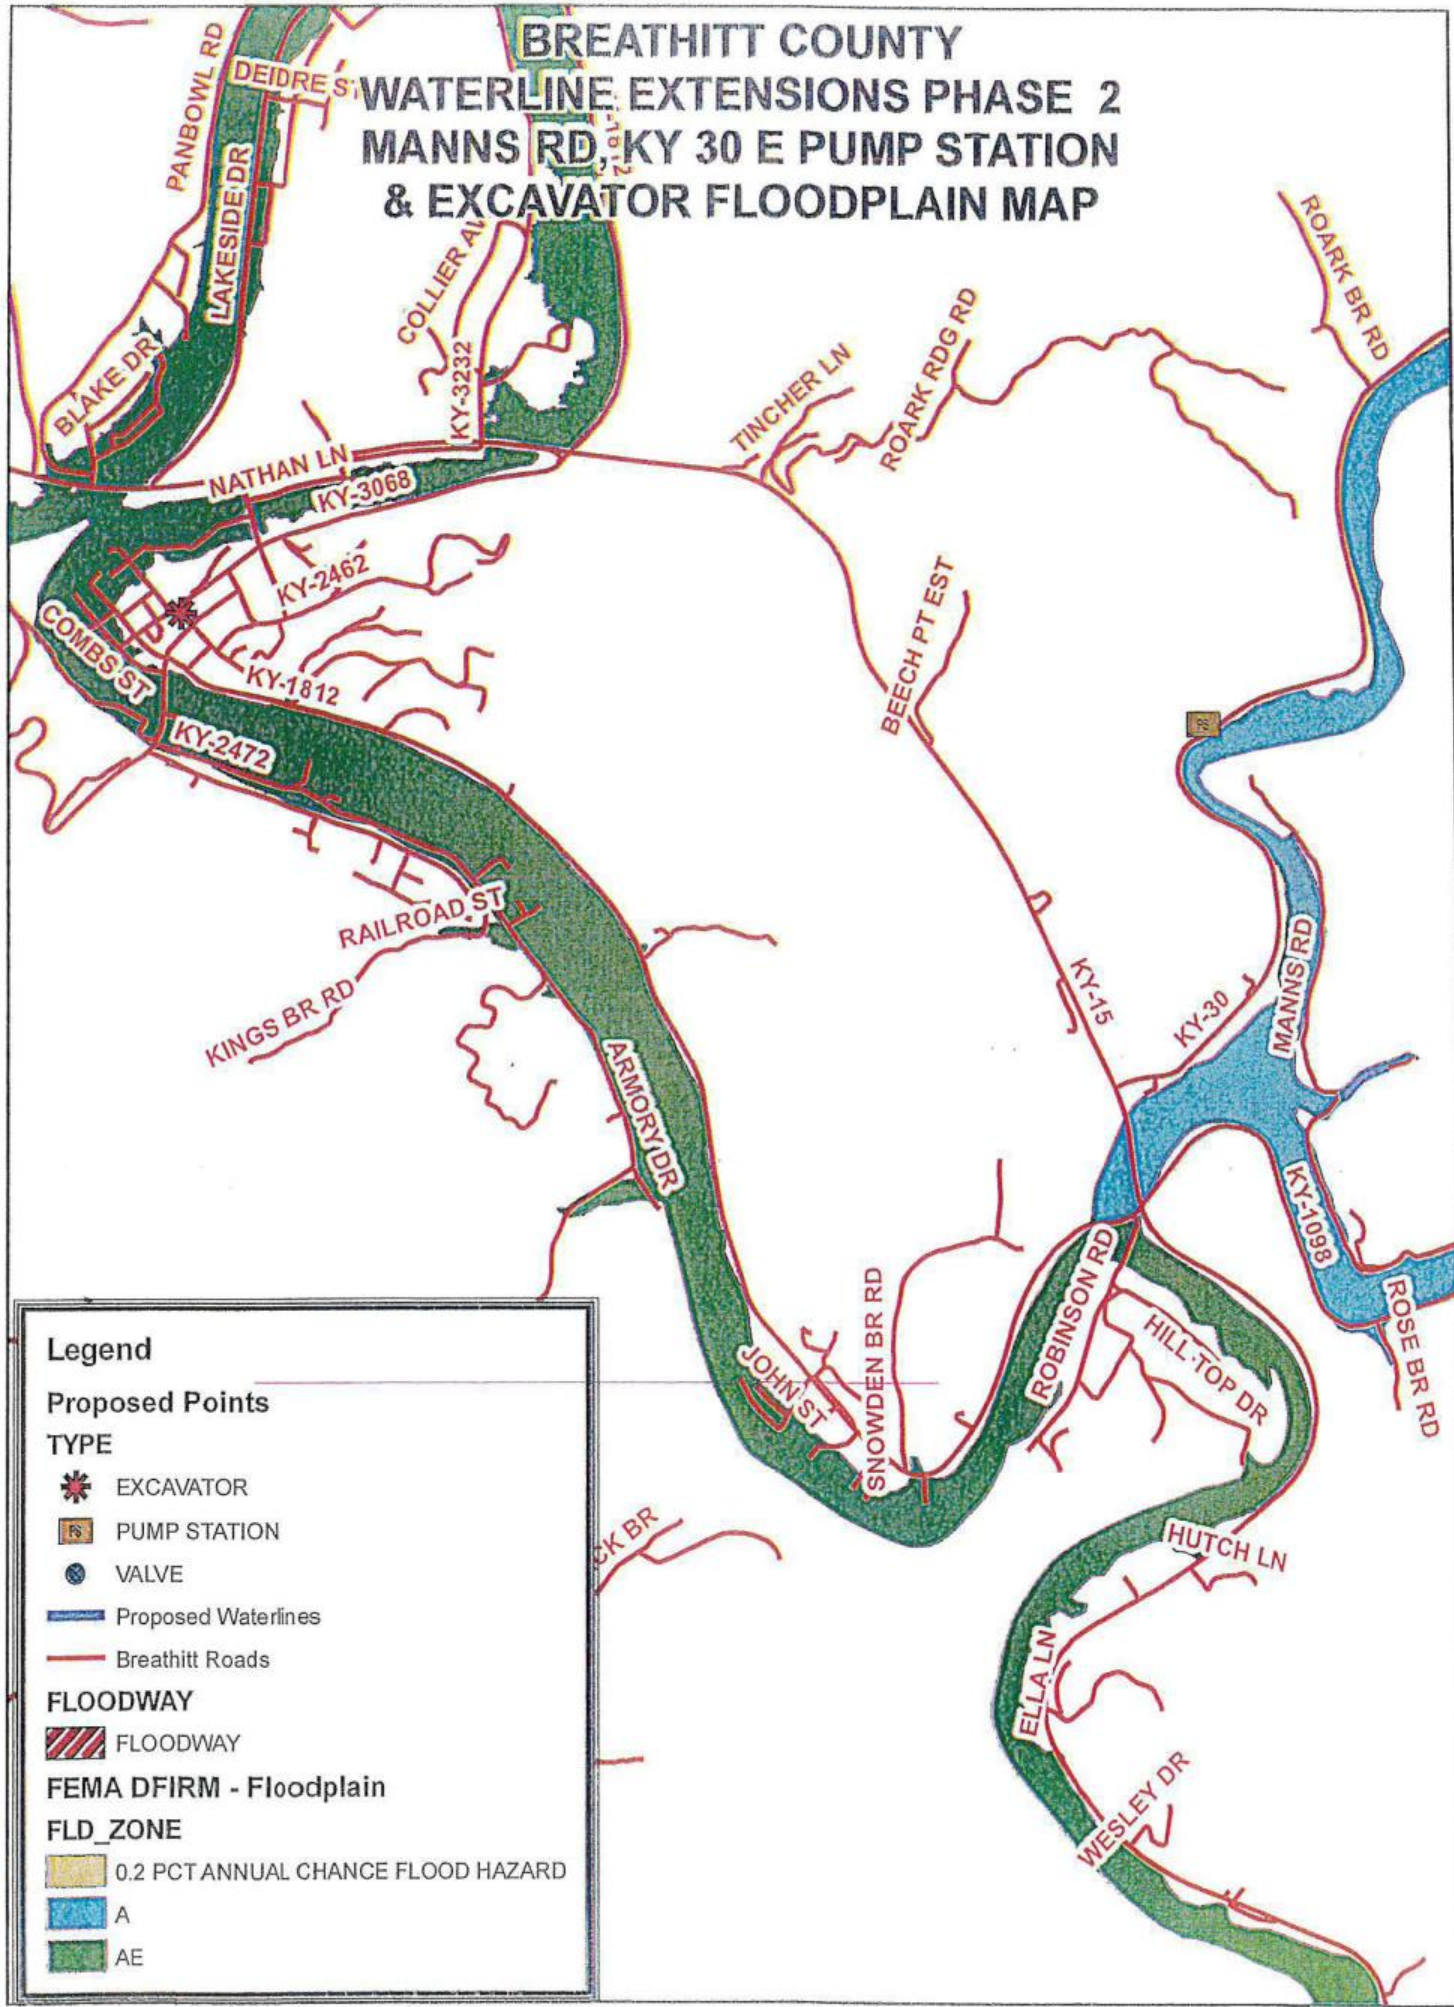 BREATHITT COUNTY
WATERLINE EXTENSIONS PHASE 2
MANNS RD, KY 30 E PUMP STATION
& EXCAVATOR FLOODPLAIN MAP
PANBOWL RD
DEIDRE ST
LAKESIDE DR
COLLIER AV
ROARK BR RD
BLAKE DR
KY-3232
TINCHER LN
ROARK RDG RD
NATHAN LN
KY-3068
KY-2462
COMBS ST
KY-1812
BEECH PT EST
KY-2472
PS
RAILROAD ST
KINGS BR RD
KY-15
KY-30
MANNS RD
ARMORY DR
KY-1098
ROBINSON RD
ROSE BR RD
HILL TOP DR
SNOWDEN BR RD
JOHN ST
CK BR
HUTCH LN
ELLA LN
WESLEY DR
Legend
Proposed Points
TYPE
EXCAVATOR
PS PUMP STATION
VALVE
Proposed Waterlines
Breathitt Roads
FLOODWAY
FLOODWAY
FEMA DFIRM - Floodplain
FLD_ZONE
0.2 PCT ANNUAL CHANCE FLOOD HAZARD
A
AE